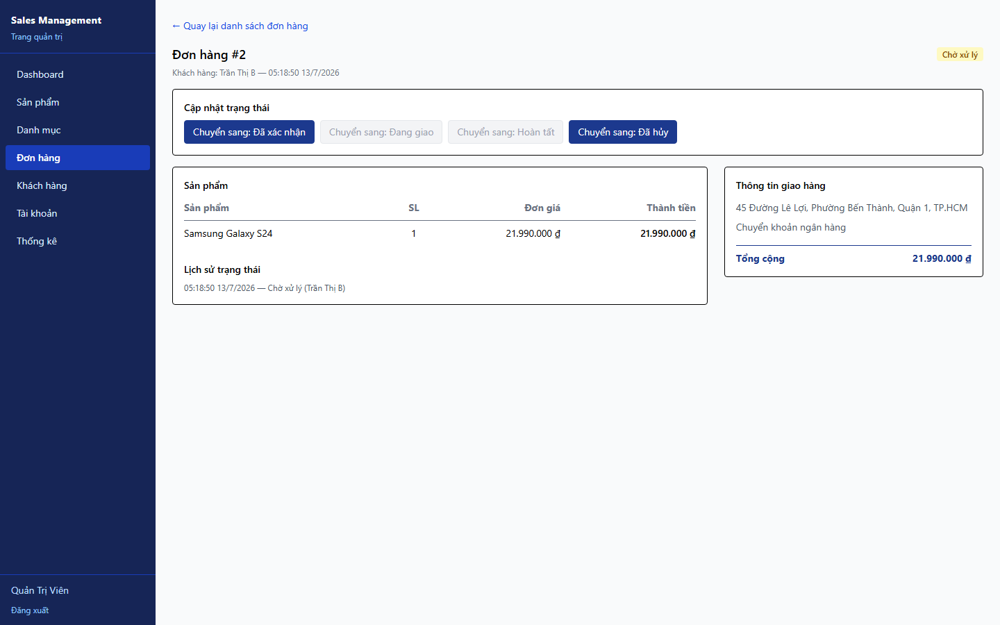 Sales Management
Trang quản trị
Dashboard
Sản phẩm
Danh mục
Đơn hàng
Khách hàng
Tài khoản
Thống kê
Quản Trị Viên
Đăng xuất
← Quay lại danh sách đơn hàng
Đơn hàng #2
Chờ xử lý
Khách hàng: Trần Thị B — 05:18:50 13/7/2026
Cập nhật trạng thái
Chuyển sang: Đã xác nhận
Chuyển sang: Đang giao
Chuyển sang: Hoàn tất
Chuyển sang: Đã hủy
Sản phẩm
Sản phẩm SL Đơn giá Thành tiền
Samsung Galaxy S24 1 21.990.000 ₫ 21.990.000 ₫
Lịch sử trạng thái
05:18:50 13/7/2026 — Chờ xử lý (Trần Thị B)
Thông tin giao hàng
45 Đường Lê Lợi, Phường Bến Thành, Quận 1, TP.HCM
Chuyển khoản ngân hàng
Tổng cộng 21.990.000 ₫